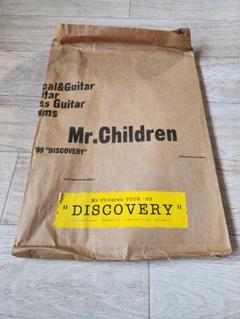 cal&Guitar
itar
ss Guitar
ms
'99 "DISCOVERY"
Mr.Children
Mr.Children TOUR '99
"DISCOVERY"